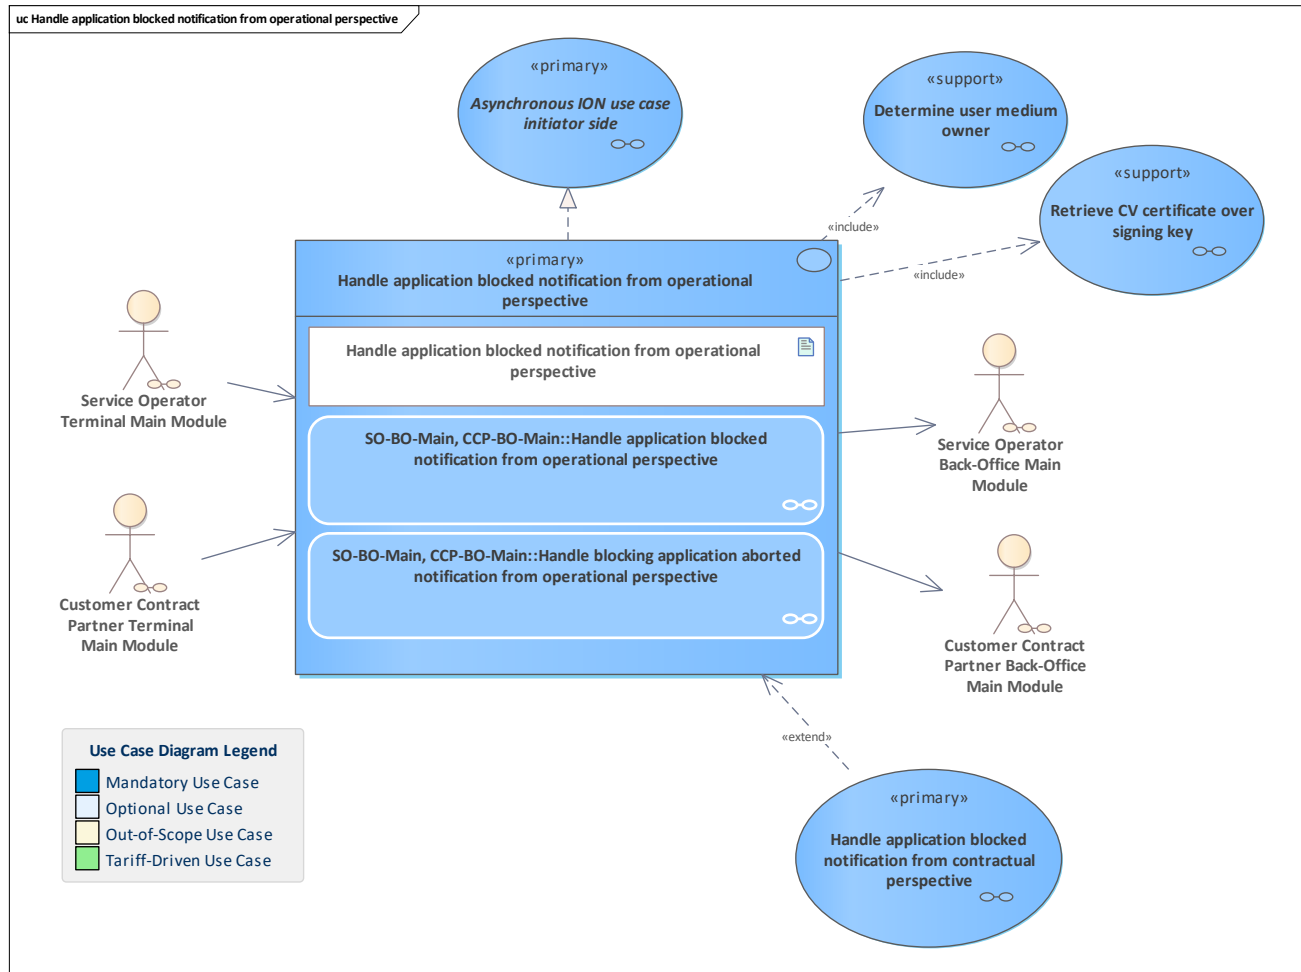 uc Handle application blocked notification from operational perspective
«primary»
Asynchronous ION use case
initiator side
«support»
Determine user medium
owner
«support»
Retrieve CV certificate over
signing key
«include»
«include»
«primary»
Handle application blocked notification from operational
perspective
Handle application blocked notification from operational
perspective
SO-BO-Main, CCP-BO-Main::Handle application blocked
notification from operational perspective
SO-BO-Main, CCP-BO-Main::Handle blocking application aborted
notification from operational perspective
Service Operator
Terminal Main Module
Customer Contract
Partner Terminal
Main Module
Service Operator
Back-Office Main
Module
Customer Contract
Partner Back-Office
Main Module
«extend»
«primary»
Handle application blocked
notification from contractual
perspective
Use Case Diagram Legend
Mandatory Use Case
Optional Use Case
Out-of-Scope Use Case
Tariff-Driven Use Case